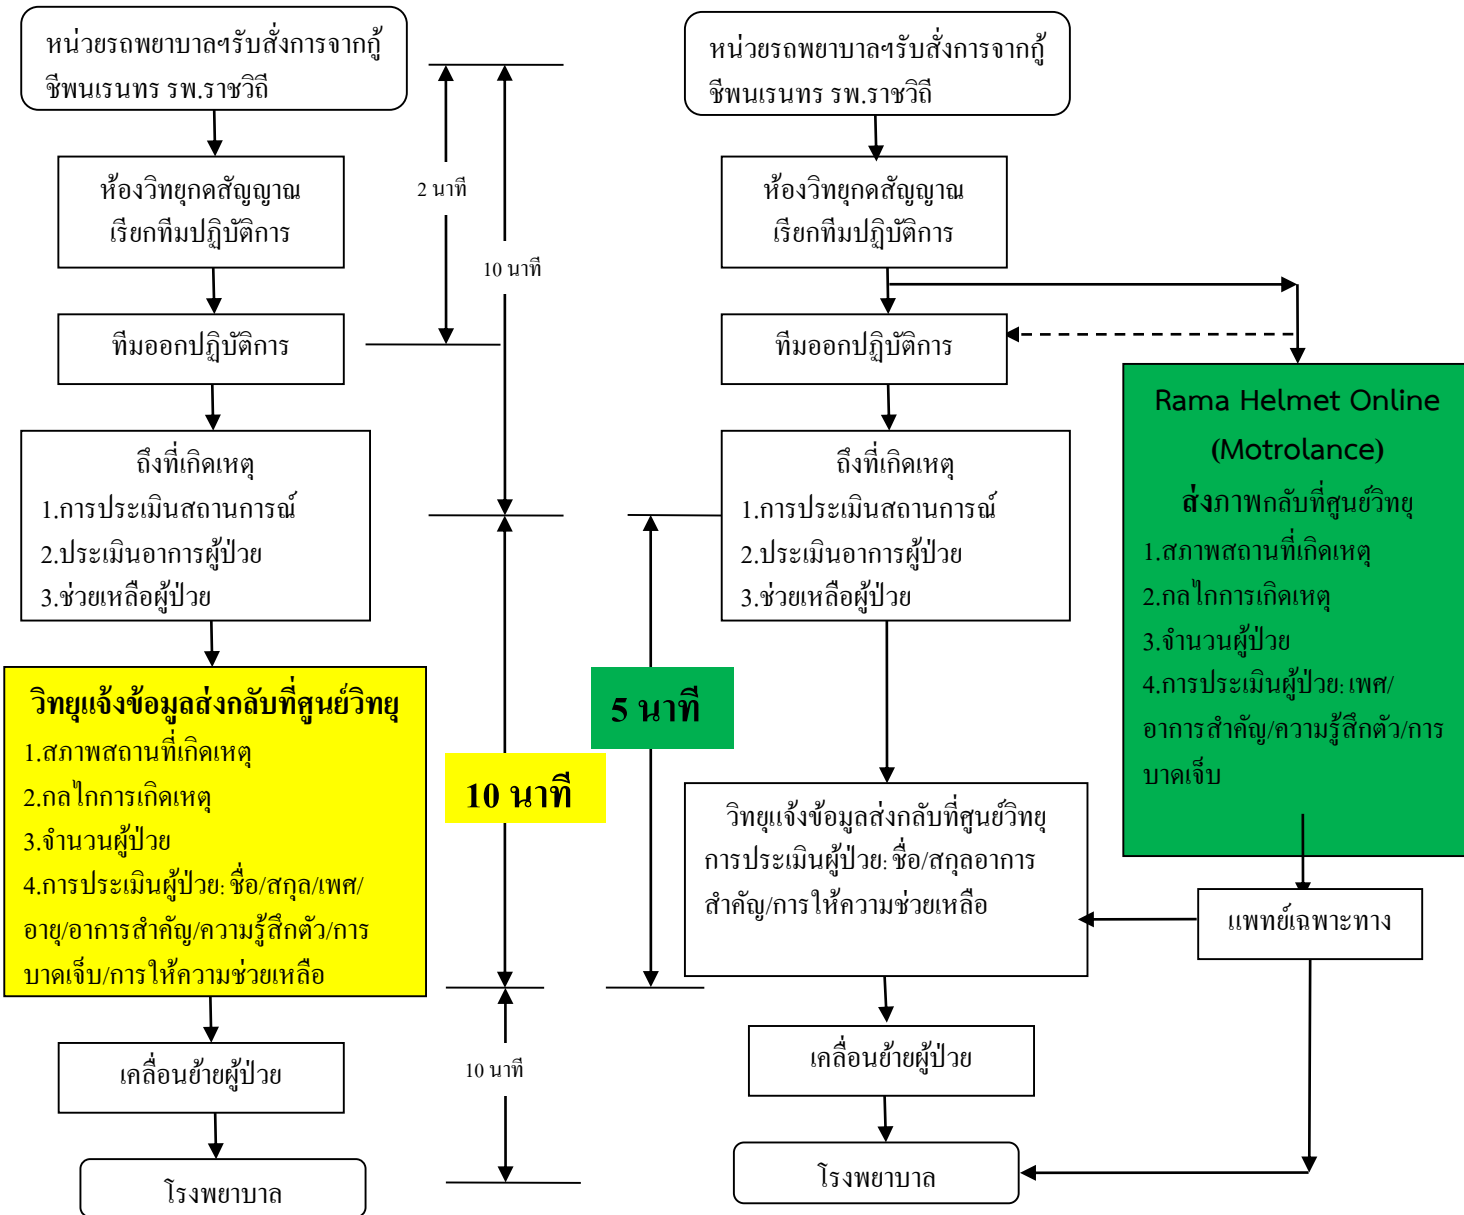 หน่วยรถพยาบาลฯรับสั่งการจากกู้
ชีพนเรนทร รพ.ราชวิถี
ห้องวิทยุกดสัญญาณ
เรียกทีมปฏิบัติการ
ทีมออกปฏิบัติการ
ถึงที่เกิดเหตุ
1.การประเมินสถานการณ์
2.ประเมินอาการผู้ป่วย
3.ช่วยเหลือผู้ป่วย
วิทยุแจ้งข้อมูลส่งกลับที่ศูนย์วิทยุ
1.สภาพสถานที่เกิดเหตุ
2.กลไกการเกิดเหตุ
3.จำนวนผู้ป่วย
4.การประเมินผู้ป่วย: ชื่อ/สกุล/เพศ/
อายุ/อาการสำคัญ/ความรู้สึกตัว/การ
บาดเจ็บ/การให้ความช่วยเหลือ
เคลื่อนย้ายผู้ป่วย
โรงพยาบาล
2 นาที
10 นาที
10 นาที
10 นาที
หน่วยรถพยาบาลฯรับสั่งการจากกู้
ชีพนเรนทร รพ.ราชวิถี
ห้องวิทยุกดสัญญาณ
เรียกทีมปฏิบัติการ
ทีมออกปฏิบัติการ
ถึงที่เกิดเหตุ
1.การประเมินสถานการณ์
2.ประเมินอาการผู้ป่วย
3.ช่วยเหลือผู้ป่วย
5 นาที
วิทยุแจ้งข้อมูลส่งกลับที่ศูนย์วิทยุ
การประเมินผู้ป่วย: ชื่อ/สกุลอาการ
สำคัญ/การให้ความช่วยเหลือ
เคลื่อนย้ายผู้ป่วย
โรงพยาบาล
Rama Helmet Online
(Motrolance)
ส่งภาพกลับที่ศูนย์วิทยุ
1.สภาพสถานที่เกิดเหตุ
2.กลไกการเกิดเหตุ
3.จำนวนผู้ป่วย
4.การประเมินผู้ป่วย: เพศ/
อาการสำคัญ/ความรู้สึกตัว/การ
บาดเจ็บ
แพทย์เฉพาะทาง